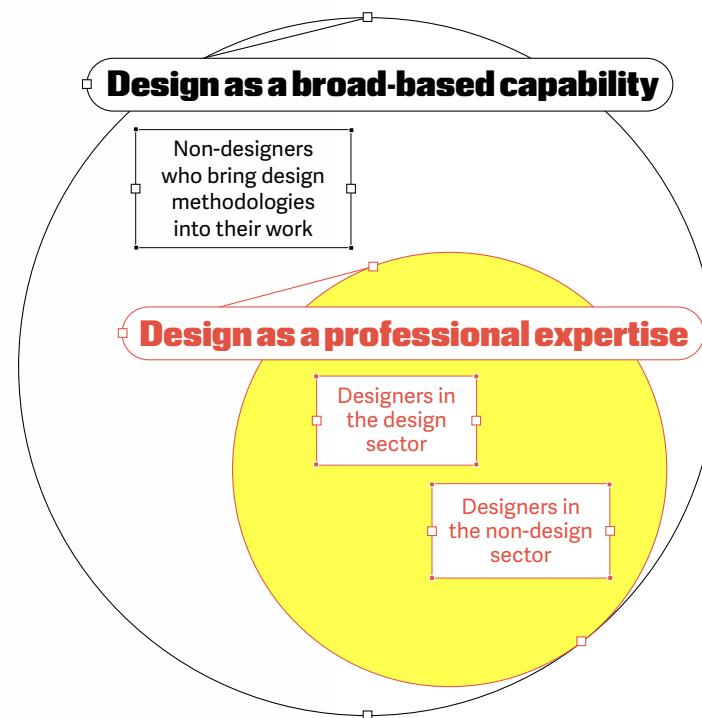 Design as a broad-based capability
Non-designers
who bring design
methodologies
into their work
Design as a professional expertise
Designers in
the design
sector
Designers in
the non-design
sector